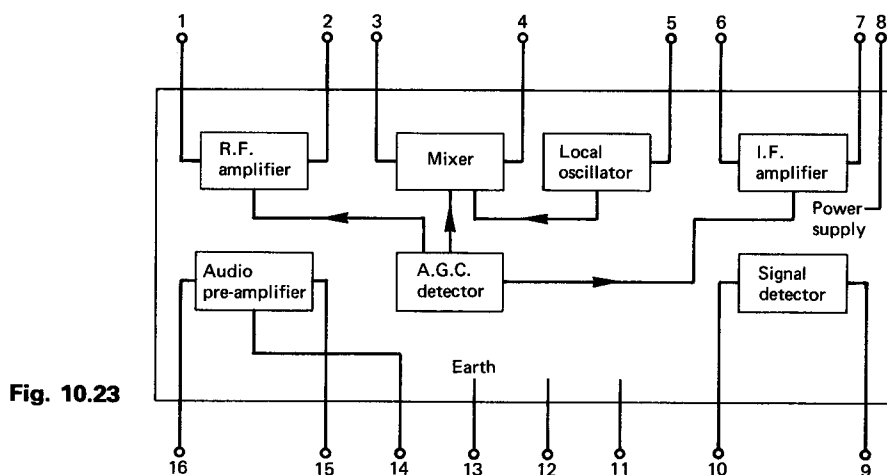 1 2 3 4 5 6 7 8
R.F.
amplifier
Mixer
Local
oscillator
I.F.
amplifier
Power
supply
Audio
pre-amplifier
A.G.C.
detector
Signal
detector
Earth
Fig. 10.23
16 15 14 13 12 11 10 9